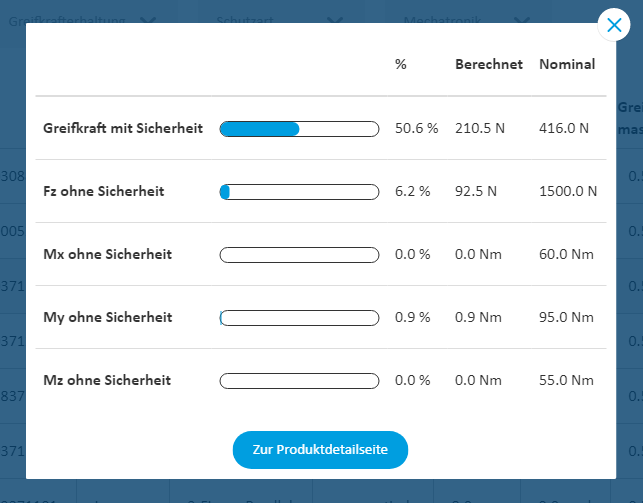 Greifkrafterhaltung Schutzart Mechatronik
% Berechnet Nominal
Greifkraft mit Sicherheit 50.6 % 210.5 N 416.0 N
Fz ohne Sicherheit 6.2 % 92.5 N 1500.0 N
Mx ohne Sicherheit 0.0 % 0.0 Nm 60.0 Nm
My ohne Sicherheit 0.9 % 0.9 Nm 95.0 Nm
Mz ohne Sicherheit 0.0 % 0.0 Nm 55.0 Nm
Zur Produktdetailseite